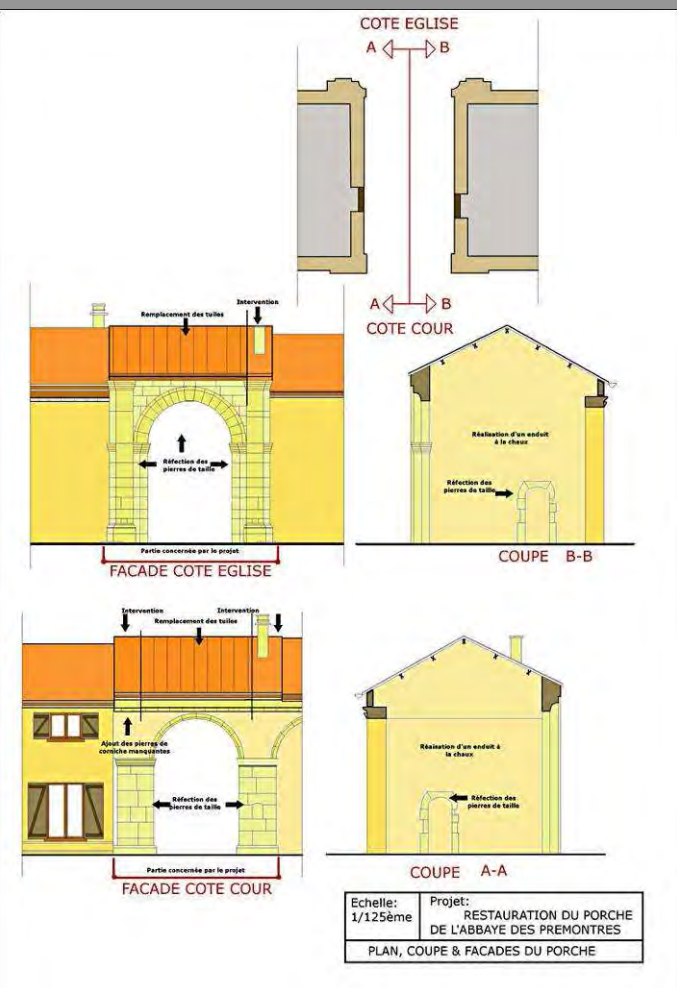 COTE EGLISE
A B
A B
COTE COUR
Intervention
Remplacement des tuiles
Réfection des
pierres de taille
Partie concernée par le projet
FACADE COTE EGLISE
Réalisation d'un enduit
à la chaux
Réfection des
pierres de taille
COUPE B-B
Intervention Intervention
Remplacement des tuiles
Ajout des pierres de
corniche manquantes
Réfection des
pierres de taille
Partie concernée par le projet
FACADE COTE COUR
Réaisation d'un enduit à
la chaux
Réfection des
pierres de taille
COUPE A-A
Echelle:
1/125ème
Projet:
RESTAURATION DU PORCHE
DE L'ABBAYE DES PREMONTRES
PLAN, COUPE & FACADES DU PORCHE